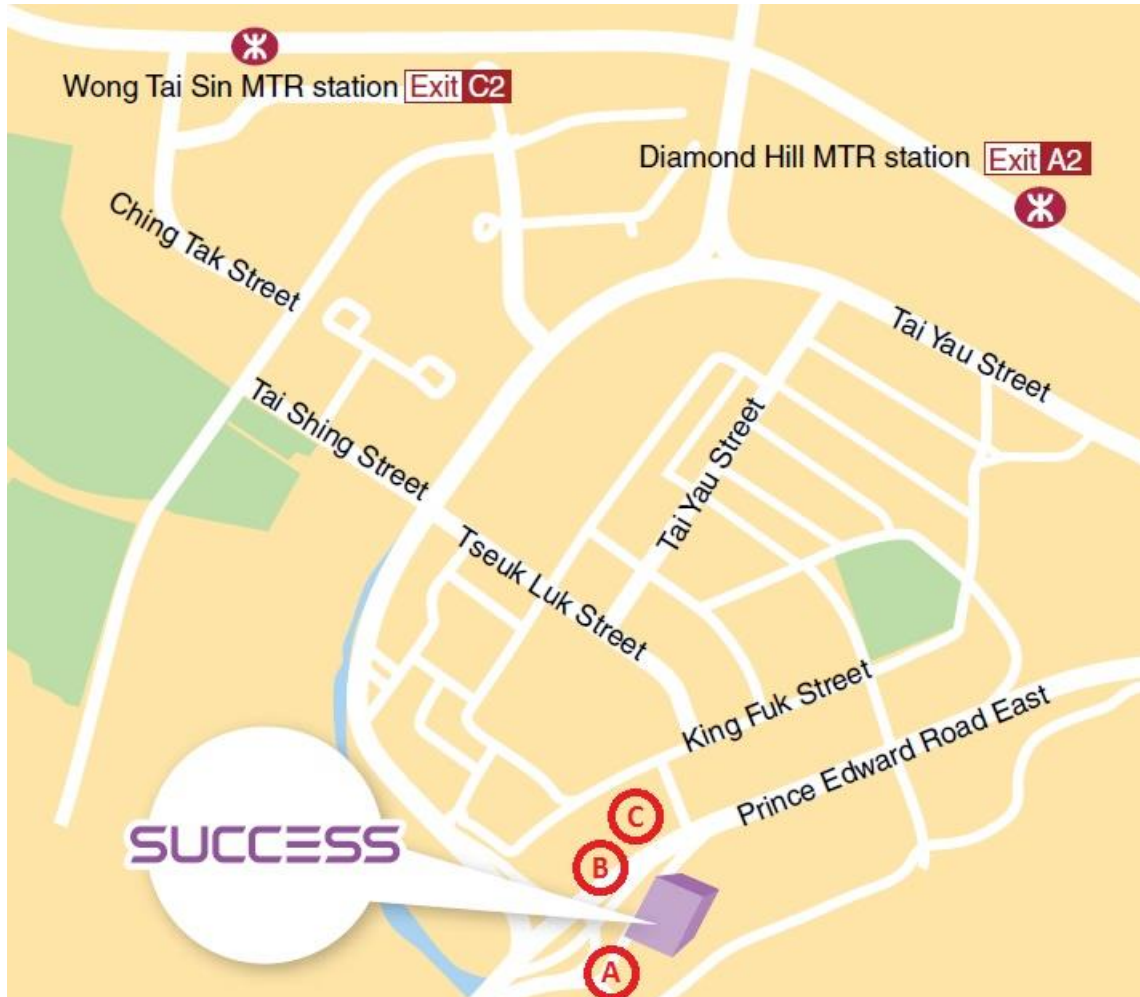 Wong Tai Sin MTR station Exit C2
Diamond Hill MTR station Exit A2
Ching Tak Street
Tai Yau Street
Tai Shing Street
Tai Yau Street
Tseuk Luk Street
King Fuk Street
Prince Edward Road East
C
SUCCESS
B
A